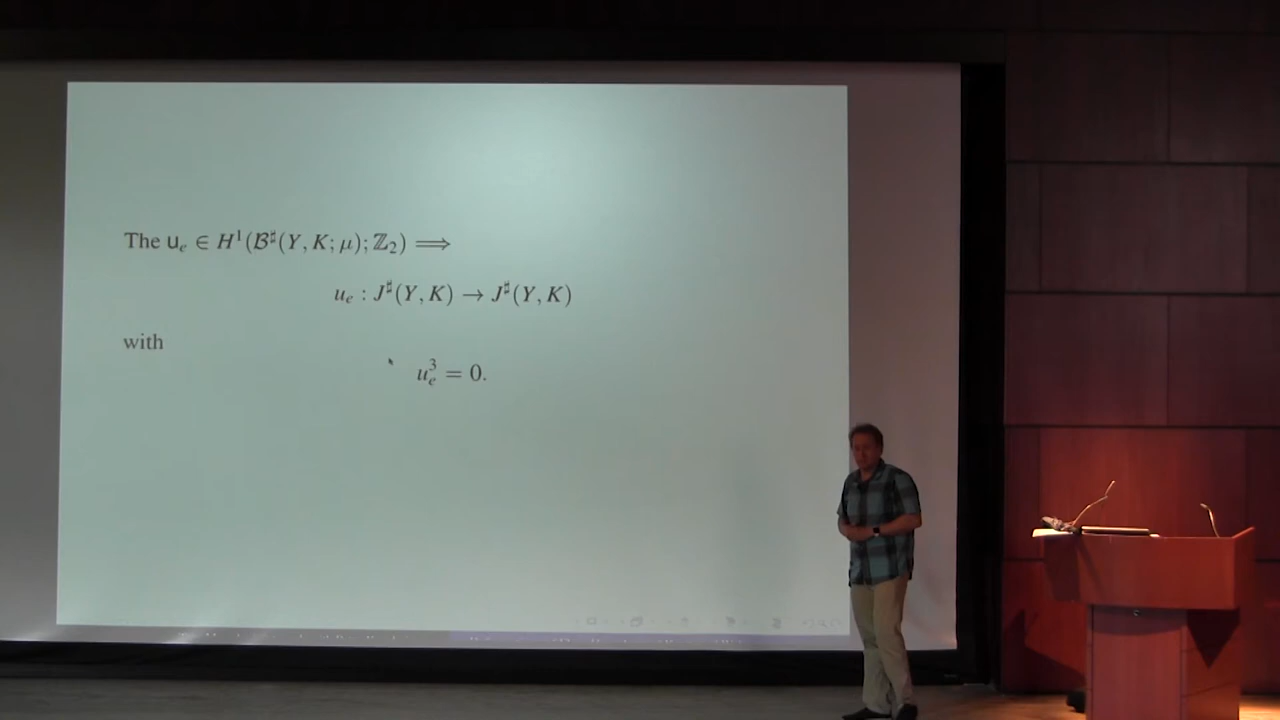 The u_e ∈ H^1(ℬ^♯(Y, K; μ); ℤ_2) ⟹
u_e : J^♯(Y, K) → J^♯(Y, K)
with
u_e^3 = 0.